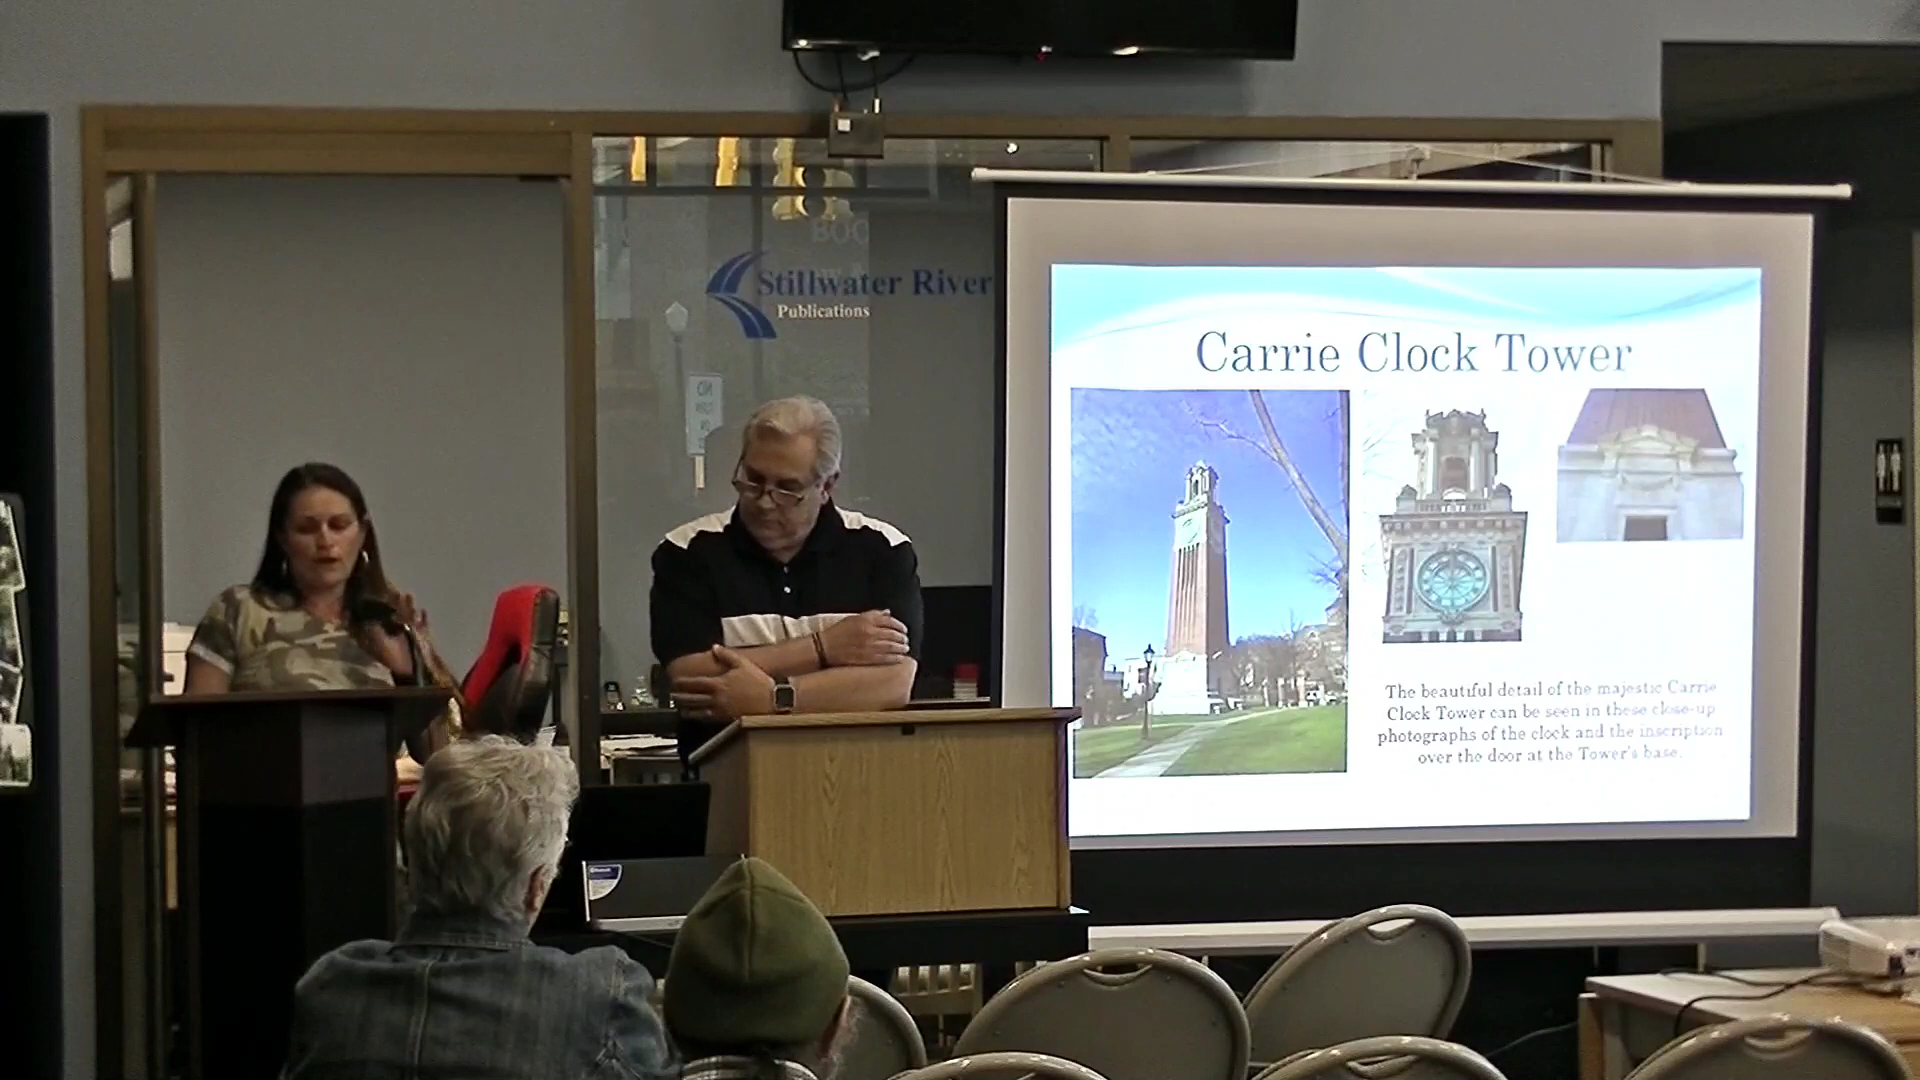 Stillwater River
Publications
Carrie Clock Tower
The beautiful detail of the majestic Carrie
Clock Tower can be seen in these close-up
photographs of the clock and the inscription
over the door at the Tower's base.